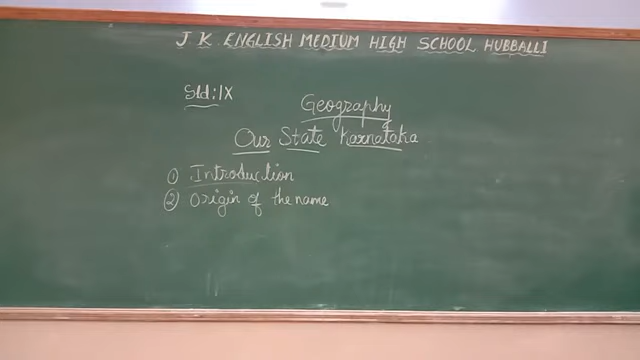 J K ENGLISH MEDIUM HIGH SCHOOL HUBBALLI
Std: IX
Geography
Our State Karnataka
① Introduction
② Origin of the name